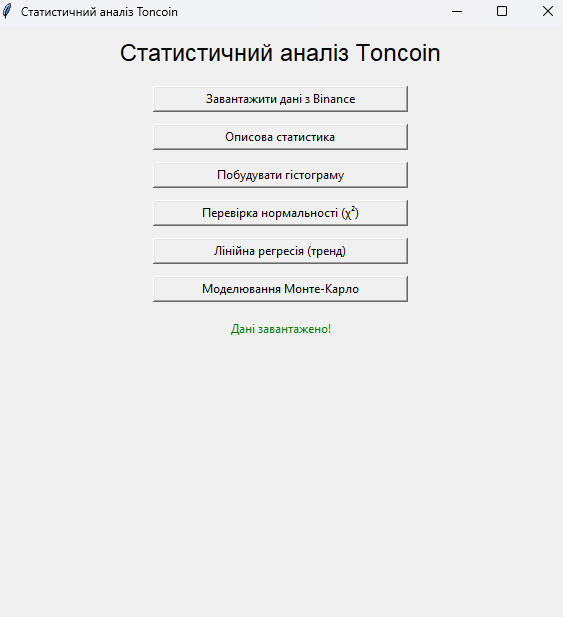 Статистичний аналіз Toncoin
Статистичний аналіз Toncoin
Завантажити дані з Binance
Описова статистика
Побудувати гістограму
Перевірка нормальності (χ²)
Лінійна регресія (тренд)
Моделювання Монте-Карло
Дані завантажено!